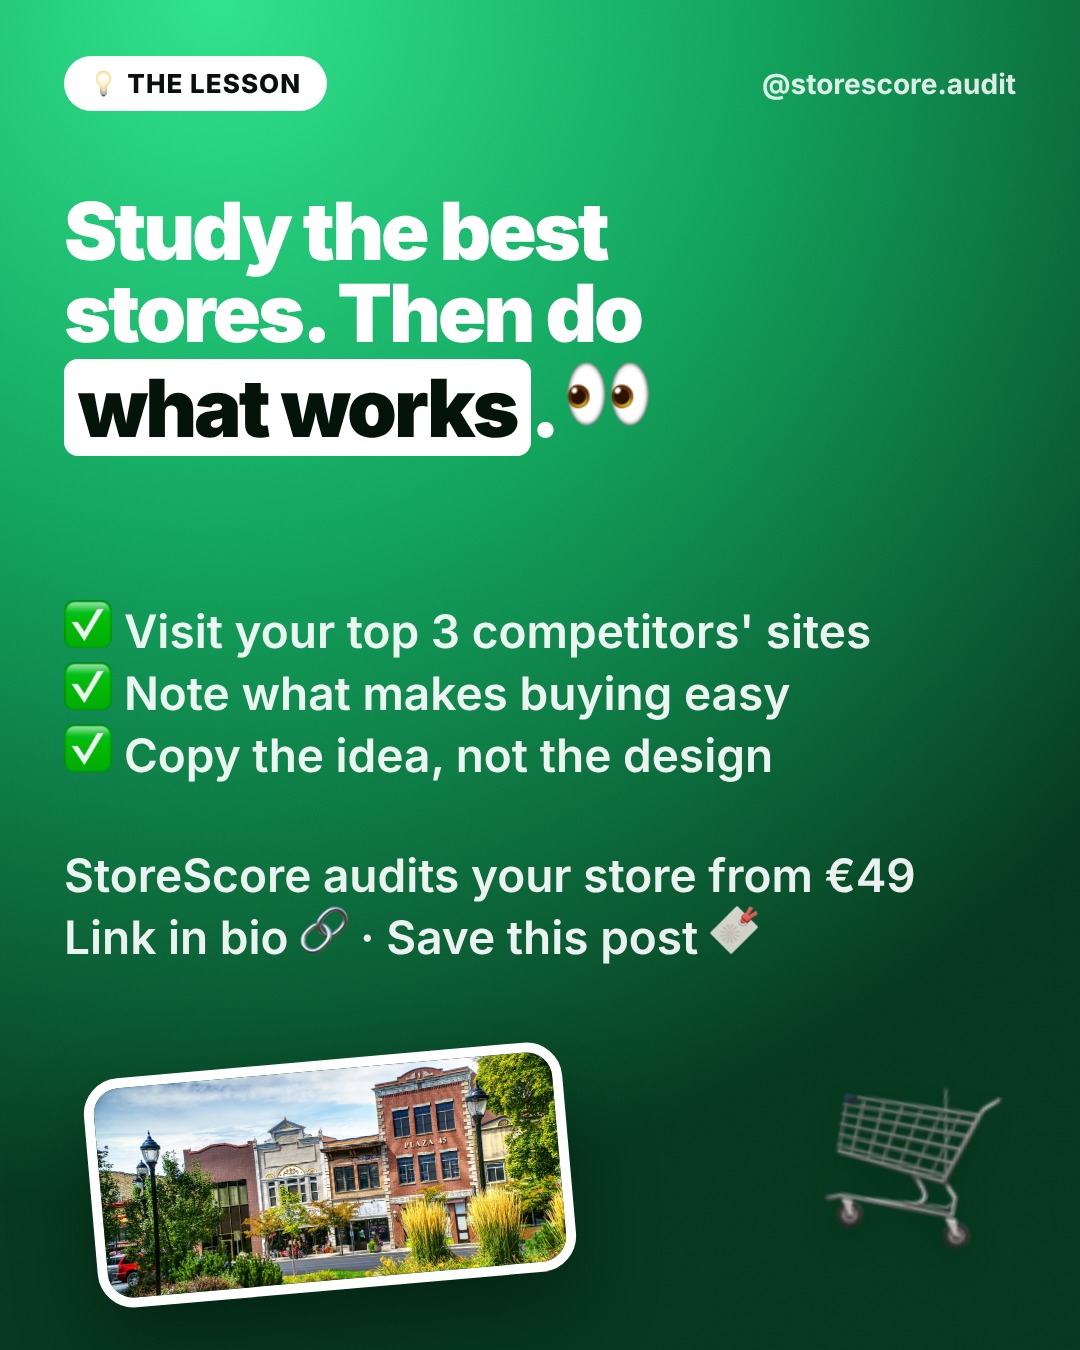 💡 THE LESSON
@storescore.audit
Study the best
stores. Then do
what works. 👀
✅ Visit your top 3 competitors' sites
✅ Note what makes buying easy
✅ Copy the idea, not the design
StoreScore audits your store from €49
Link in bio 🔗 · Save this post 🔖
PLAZA 45